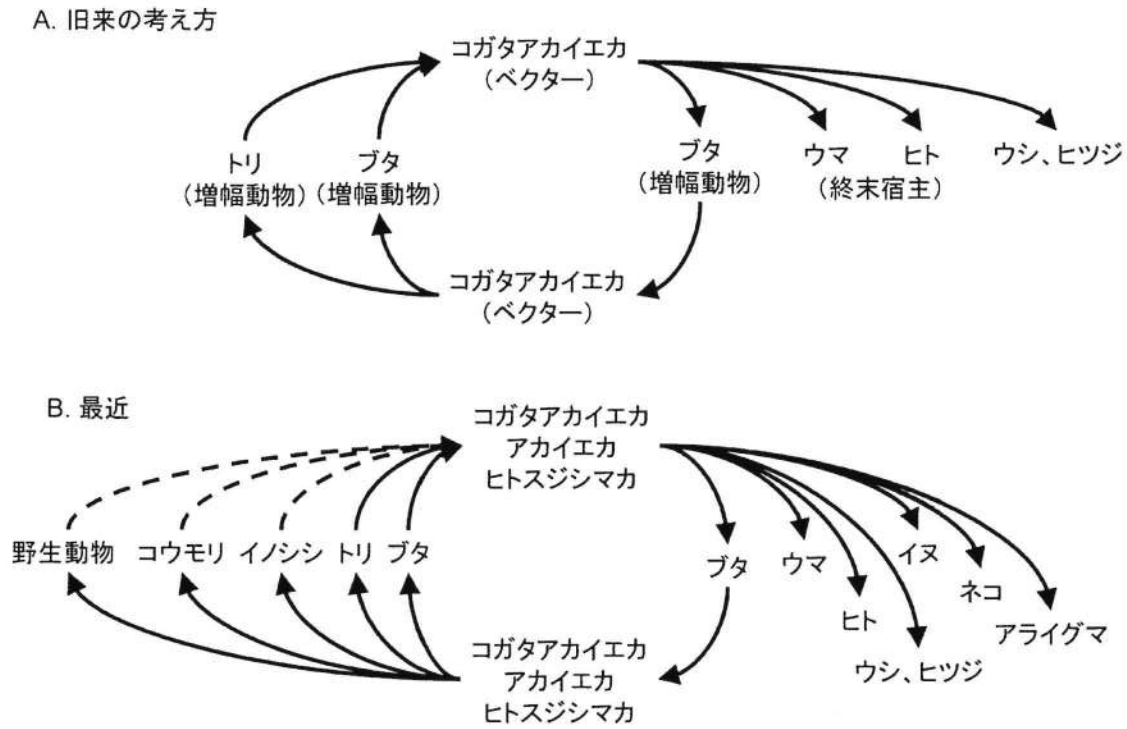 A. 旧来の考え方
コガタアカイエカ
（ベクター）
トリ
（増幅動物）
ブタ
（増幅動物）
ブタ
（増幅動物）
ウマ
ヒト
（終末宿主）
ウシ、ヒツジ
コガタアカイエカ
（ベクター）
B. 最近
コガタアカイエカ
アカイエカ
ヒトスジシマカ
野生動物
コウモリ
イノシシ
トリ
ブタ
ブタ
ウマ
ヒト
ウシ、ヒツジ
イヌ
ネコ
アライグマ
コガタアカイエカ
アカイエカ
ヒトスジシマカ